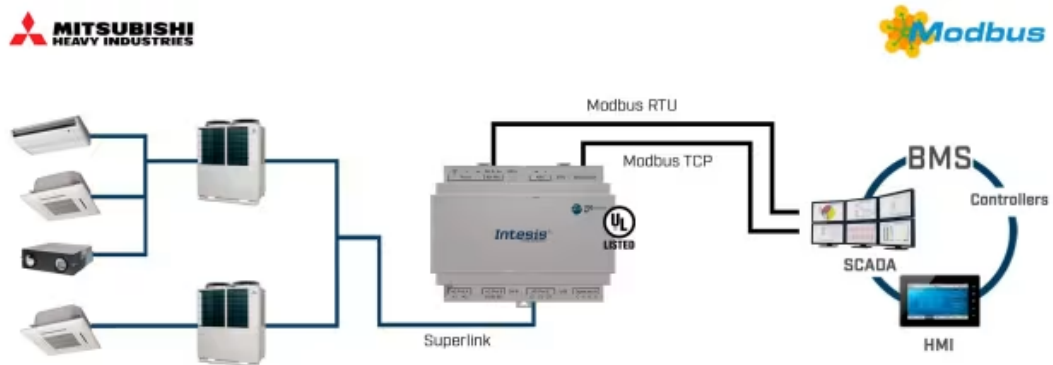 MITSUBISHI
HEAVY INDUSTRIES
Modbus
Modbus RTU
Modbus TCP
BMS
Controllers
Intesis
UL
LISTED
SCADA
Superlink
HMI